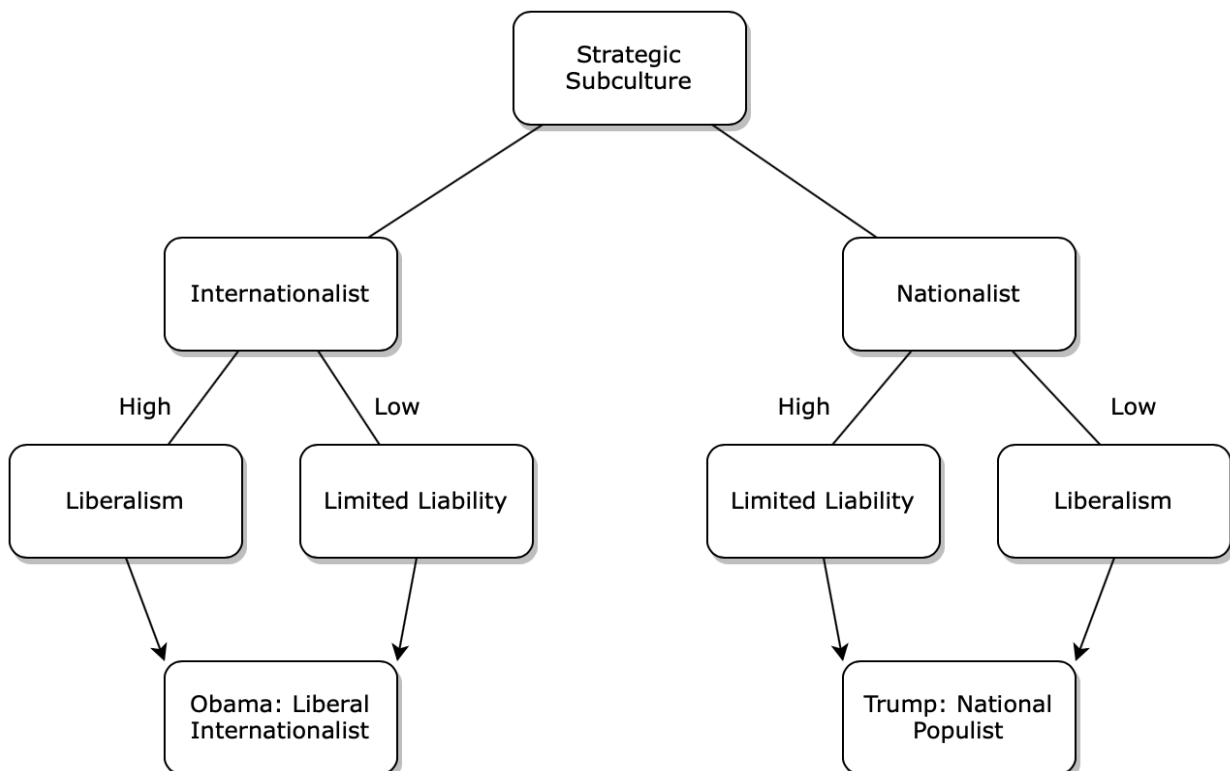 Strategic
Subculture
Internationalist
Nationalist
High
Low
High
Low
Liberalism
Limited Liability
Limited Liability
Liberalism
Obama: Liberal
Internationalist
Trump: National
Populist